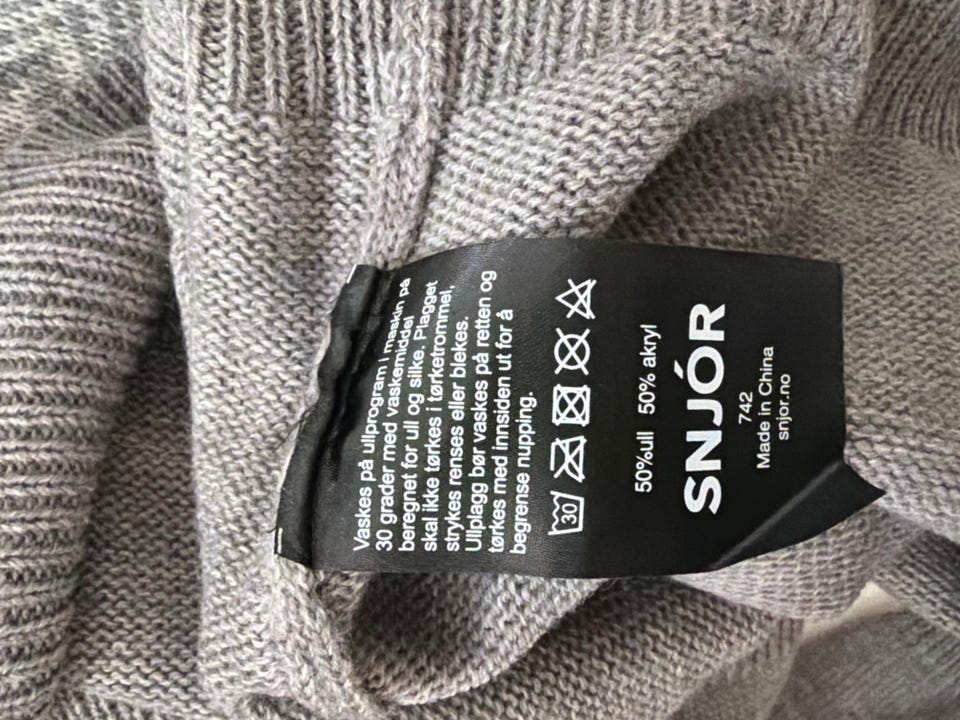 Vaskes på ullprogram i maskin på
30 grader med vaskemiddel
beregnet for ull og silke. Plagget
skal ikke tørkes i tørketrommel,
strykes renses eller blekes.
Ullplagg bør vaskes på retten og
tørkes med innsiden ut for å
begrense nupping.
30
50%ull 50% akryl
SNJÓR
742
Made in China
snjor.no